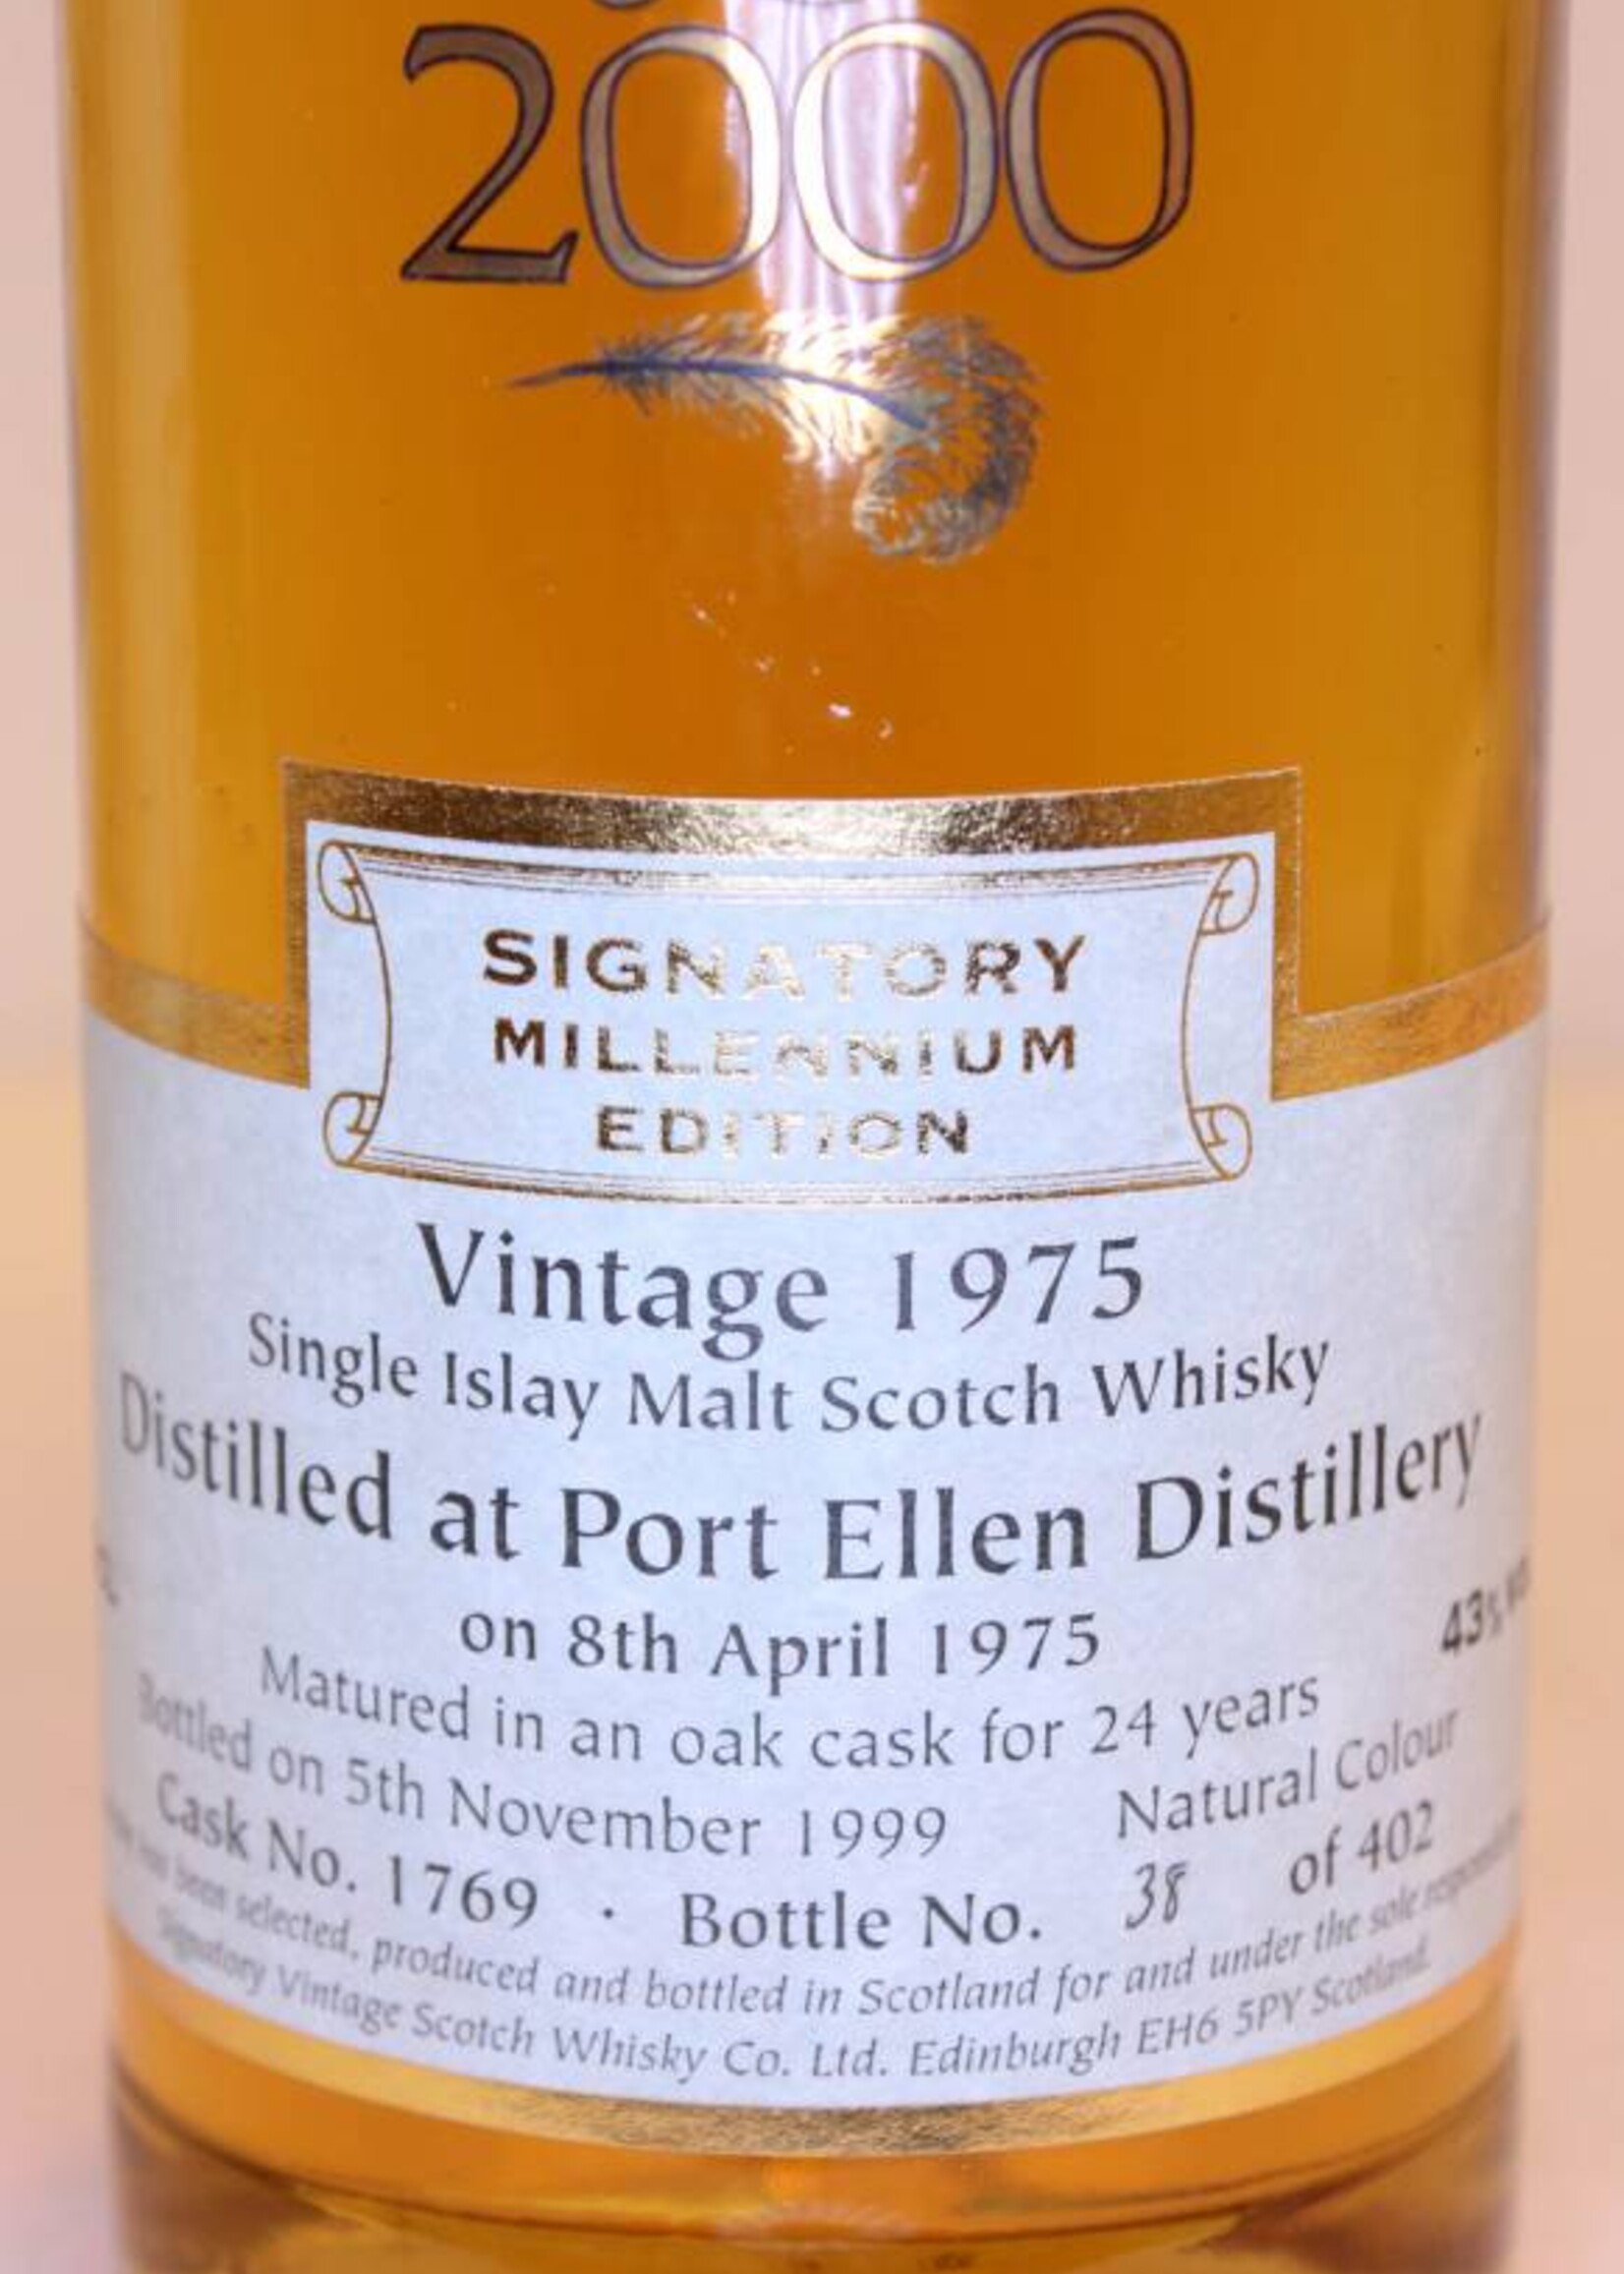 2000
SIGNATORY
MILLENNIUM
EDITION
Vintage 1975
Single Islay Malt Scotch Whisky
Distilled at Port Ellen Distillery
on 8th April 1975
43%
Matured in an oak cask for 24 years
Bottled on 5th November 1999 Natural Colour
Cask No. 1769 · Bottle No. 38 of 402
been selected, produced and bottled in Scotland for and under the sole
Signatory Vintage Scotch Whisky Co. Ltd. Edinburgh EH6 5PY Scotland.